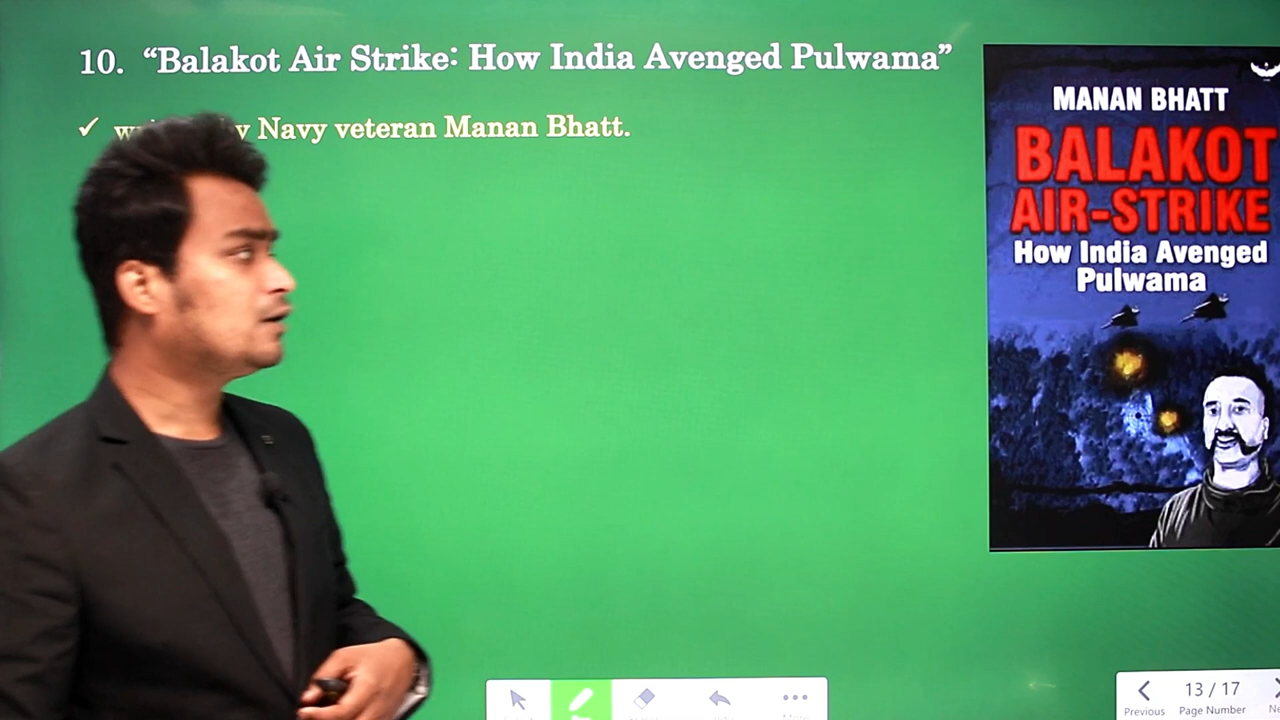 10. “Balakot Air Strike: How India Avenged Pulwama”
✓ by Navy veteran Manan Bhatt.
MANAN BHATT
BALAKOT
AIR-STRIKE
How India Avenged
Pulwama
13 / 17
Previous
Page Number